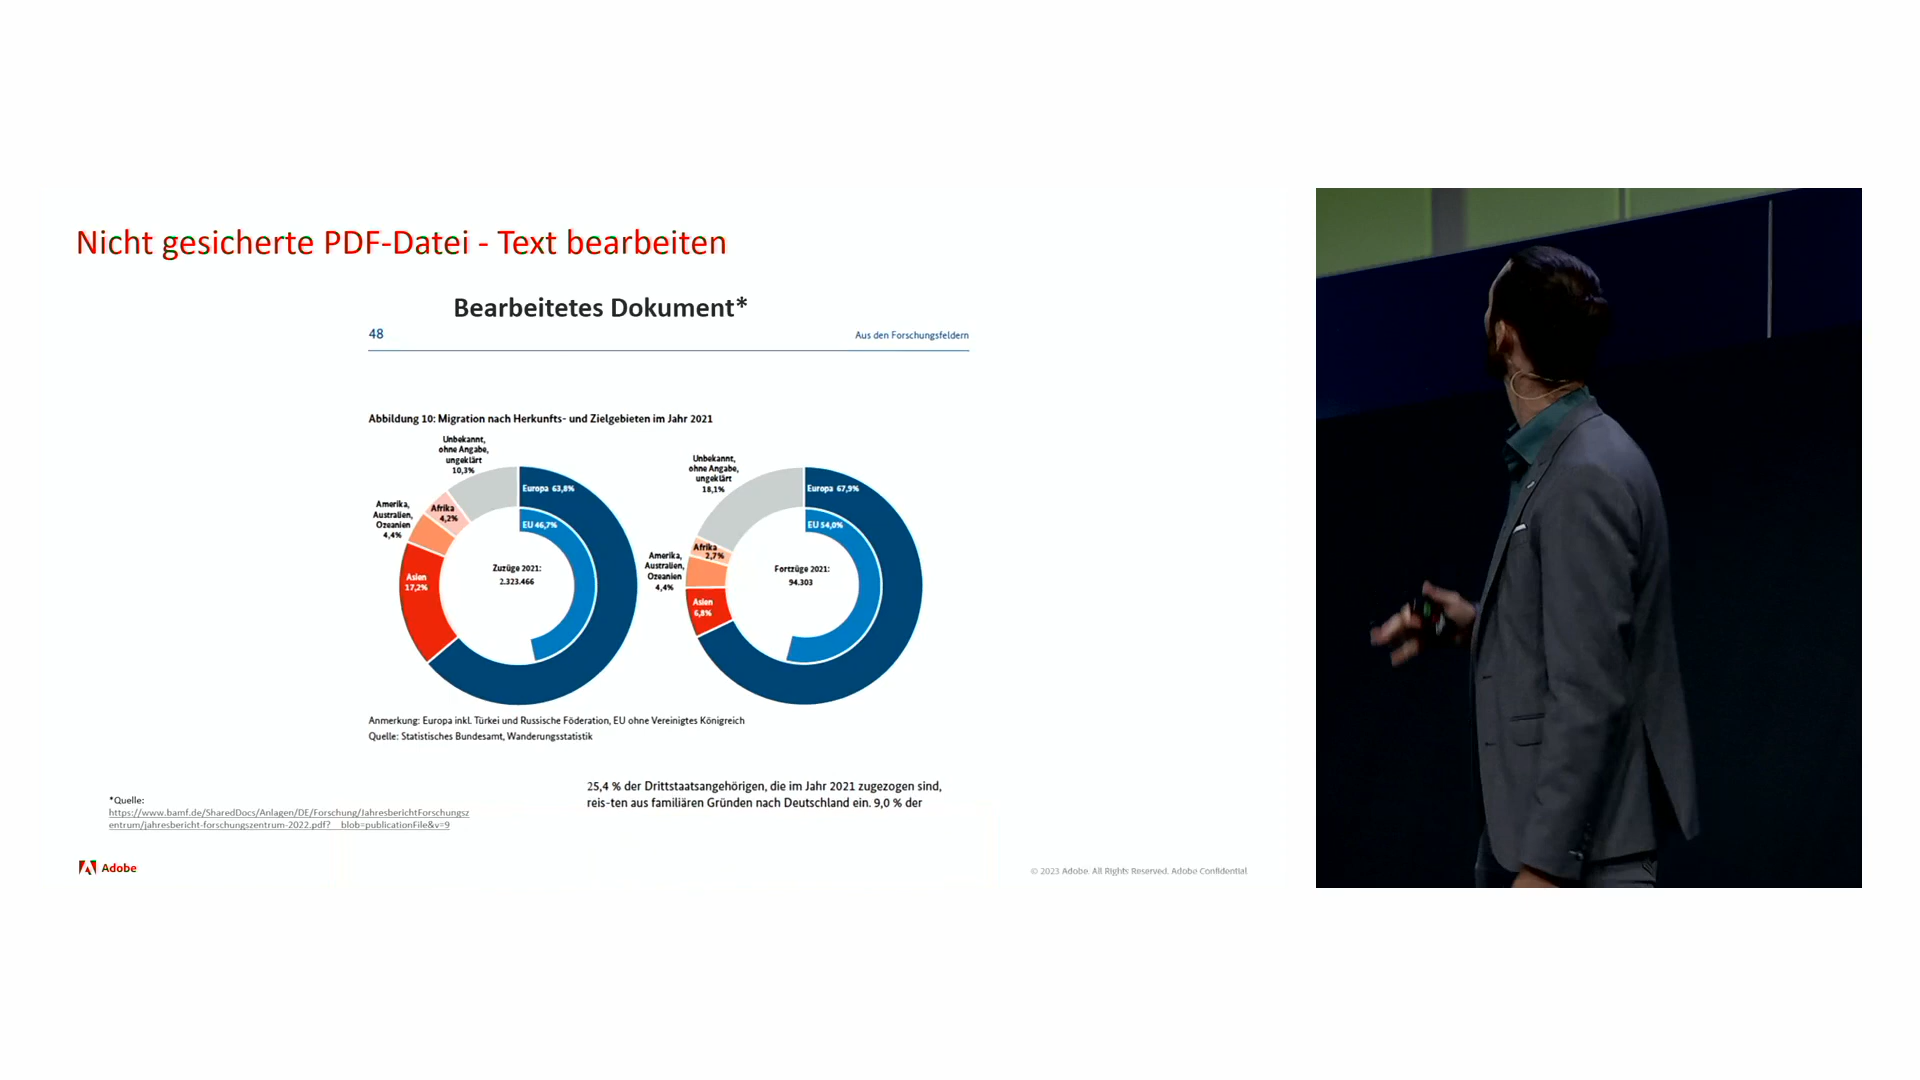 Nicht gesicherte PDF-Datei - Text bearbeiten
Bearbeitetes Dokument*
48
Aus den Forschungsfeldern
Abbildung 10: Migration nach Herkunfts- und Zielgebieten im Jahr 2021
Unbekannt,
ohne Angabe,
ungeklärt
10,3%
Europa 63,8%
EU 46,7%
Amerika,
Australien,
Ozeanien
4,4%
Afrika
4,2%
Asien
17,2%
Zuzüge 2021:
2.323.466
Unbekannt,
ohne Angabe,
ungeklärt
18,1%
Europa 67,9%
EU 54,0%
Afrika
2,7%
Amerika,
Australien,
Ozeanien
4,4%
Asien
6,8%
Fortzüge 2021:
94.303
Anmerkung: Europa inkl. Türkei und Russische Föderation, EU ohne Vereinigtes Königreich
Quelle: Statistisches Bundesamt, Wanderungsstatistik
25,4 % der Drittstaatsangehörigen, die im Jahr 2021 zugezogen sind,
reis-ten aus familiären Gründen nach Deutschland ein. 9,0 % der
*Quelle:
https://www.bamf.de/SharedDocs/Anlagen/DE/Forschung/JahresberichtForschungsz
entrum/jahresbericht-forschungszentrum-2022.pdf?__blob=publicationFile&v=9
Adobe
© 2023 Adobe. All Rights Reserved. Adobe Confidential.